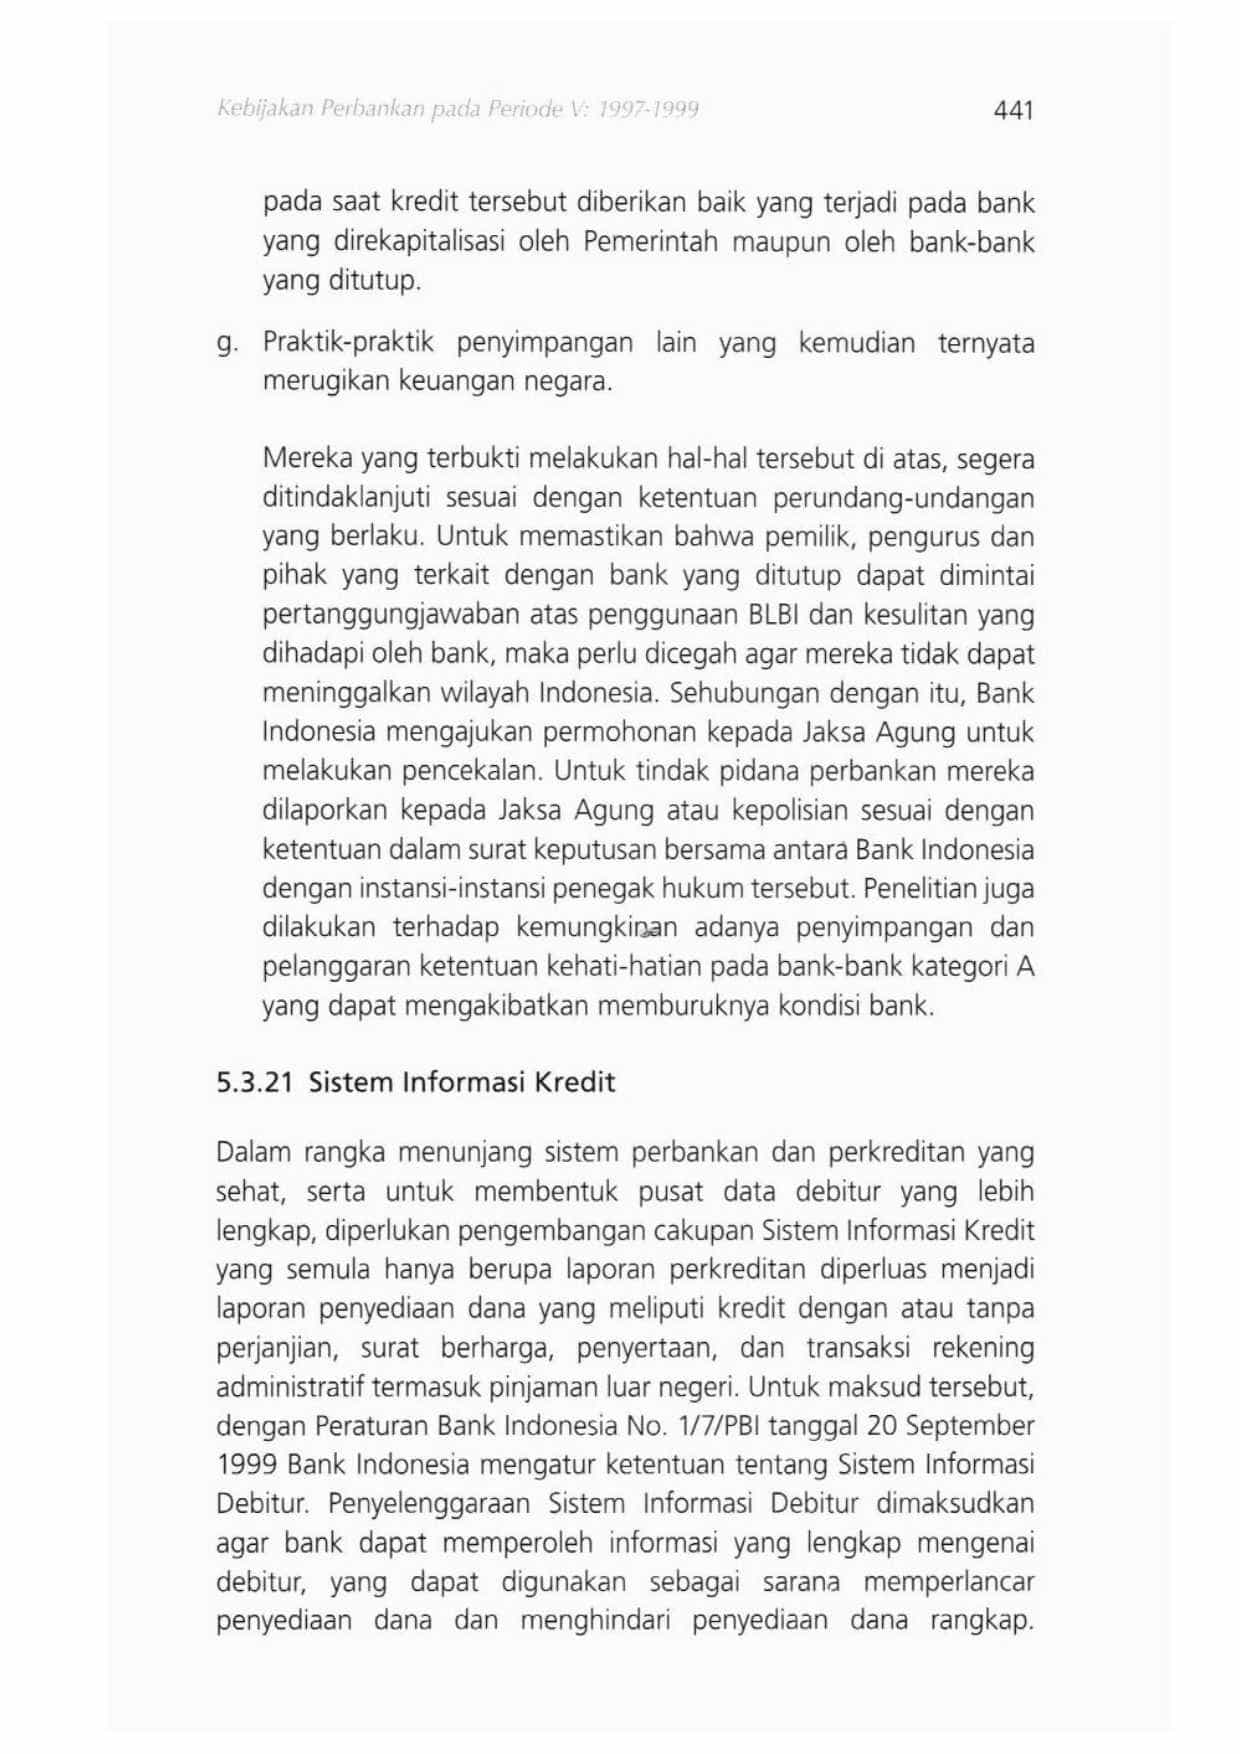 Kebijakan Perbankan pada Periode V: 1997-1999
441
pada saat kredit tersebut diberikan baik yang terjadi pada bank
yang direkapitalisasi oleh Pemerintah maupun oleh bank-bank
yang ditutup.
g. Praktik-praktik penyimpangan lain yang kemudian ternyata
merugikan keuangan negara.
Mereka yang terbukti melakukan hal-hal tersebut di atas, segera
ditindaklanjuti sesuai dengan ketentuan perundang-undangan
yang berlaku. Untuk memastikan bahwa pemilik, pengurus dan
pihak yang terkait dengan bank yang ditutup dapat dimintai
pertanggungjawaban atas penggunaan BLBI dan kesulitan yang
dihadapi oleh bank, maka perlu dicegah agar mereka tidak dapat
meninggalkan wilayah Indonesia. Sehubungan dengan itu, Bank
Indonesia mengajukan permohonan kepada Jaksa Agung untuk
melakukan pencekalan. Untuk tindak pidana perbankan mereka
dilaporkan kepada Jaksa Agung atau kepolisian sesuai dengan
ketentuan dalam surat keputusan bersama antara Bank Indonesia
dengan instansi-instansi penegak hukum tersebut. Penelitian juga
dilakukan terhadap kemungkinan adanya penyimpangan dan
pelanggaran ketentuan kehati-hatian pada bank-bank kategori A
yang dapat mengakibatkan memburuknya kondisi bank.
5.3.21 Sistem Informasi Kredit
Dalam rangka menunjang sistem perbankan dan perkreditan yang
sehat, serta untuk membentuk pusat data debitur yang lebih
lengkap, diperlukan pengembangan cakupan Sistem Informasi Kredit
yang semula hanya berupa laporan perkreditan diperluas menjadi
laporan penyediaan dana yang meliputi kredit dengan atau tanpa
perjanjian, surat berharga, penyertaan, dan transaksi rekening
administratif termasuk pinjaman luar negeri. Untuk maksud tersebut,
dengan Peraturan Bank Indonesia No. 1/7/PBI tanggal 20 September
1999 Bank Indonesia mengatur ketentuan tentang Sistem Informasi
Debitur. Penyelenggaraan Sistem Informasi Debitur dimaksudkan
agar bank dapat memperoleh informasi yang lengkap mengenai
debitur, yang dapat digunakan sebagai sarana memperlancar
penyediaan dana dan menghindari penyediaan dana rangkap.